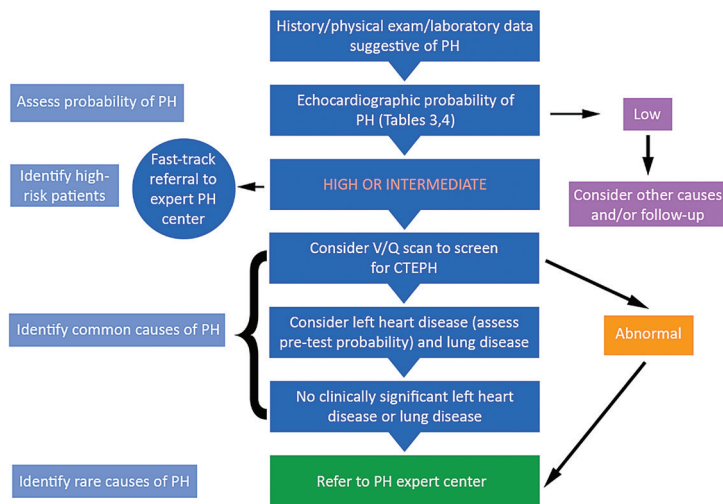 History/physical exam/laboratory data
suggestive of PH
Assess probability of PH
Echocardiographic probability of
PH (Tables 3,4)
Low
Identify high-
risk patients
Fast-track
referral to
expert PH
center
HIGH OR INTERMEDIATE
Consider other causes
and/or follow-up
Consider V/Q scan to screen
for CTEPH
Identify common causes of PH
Consider left heart disease (assess
pre-test probability) and lung disease
Abnormal
No clinically significant left heart
disease or lung disease
Identify rare causes of PH
Refer to PH expert center